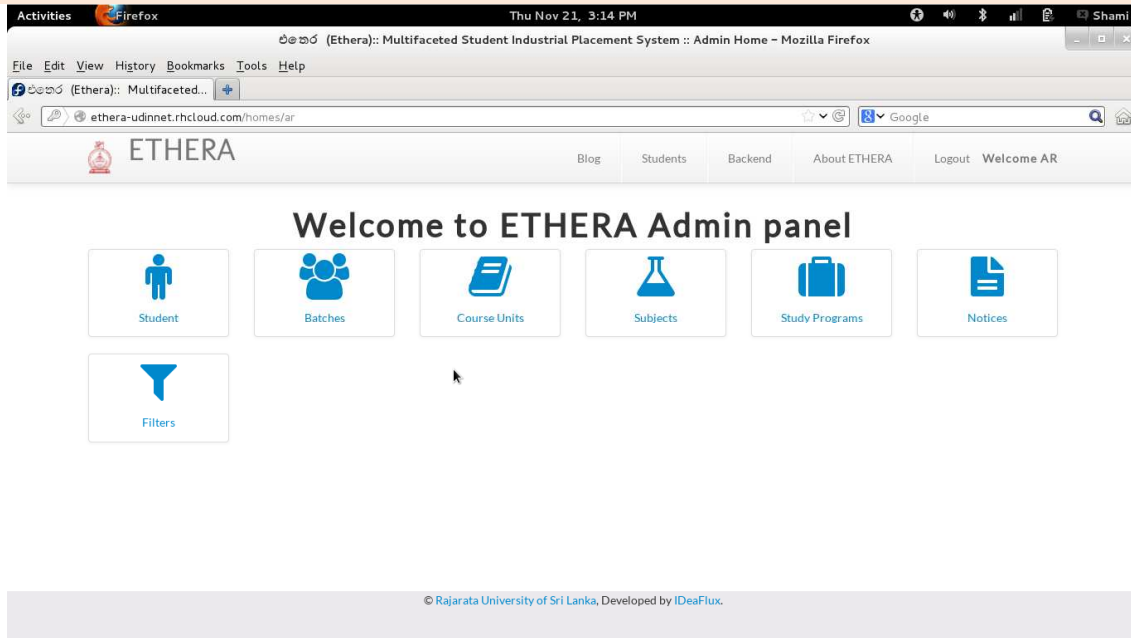 Activities Firefox Thu Nov 21, 3:14 PM Shami
එතෙර (Ethera):: Multifaceted Student Industrial Placement System :: Admin Home - Mozilla Firefox
File Edit View History Bookmarks Tools Help
එතෙර (Ethera):: Multifaceted...
ethera-udinnet.rhcloud.com/homes/ar Google
ETHERA Blog Students Backend About ETHERA Logout Welcome AR
Welcome to ETHERA Admin panel
Student Batches Course Units Subjects Study Programs Notices
Filters
© Rajarata University of Sri Lanka, Developed by IDeaFlux.